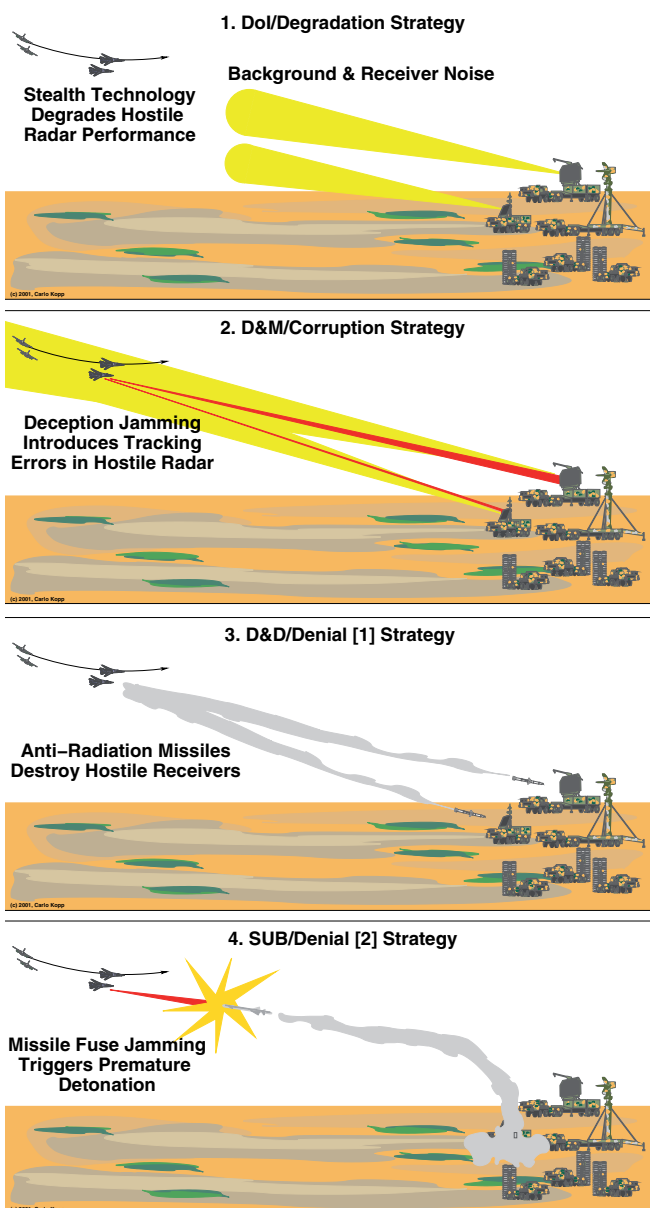 1. DoI/Degradation Strategy
Background & Receiver Noise
Stealth Technology
Degrades Hostile
Radar Performance
(c) 2001, Carlo Kopp
2. D&M/Corruption Strategy
Deception Jamming
Introduces Tracking
Errors in Hostile Radar
(c) 2001, Carlo Kopp
3. D&D/Denial [1] Strategy
Anti−Radiation Missiles
Destroy Hostile Receivers
(c) 2001, Carlo Kopp
4. SUB/Denial [2] Strategy
Missile Fuse Jamming
Triggers Premature
Detonation